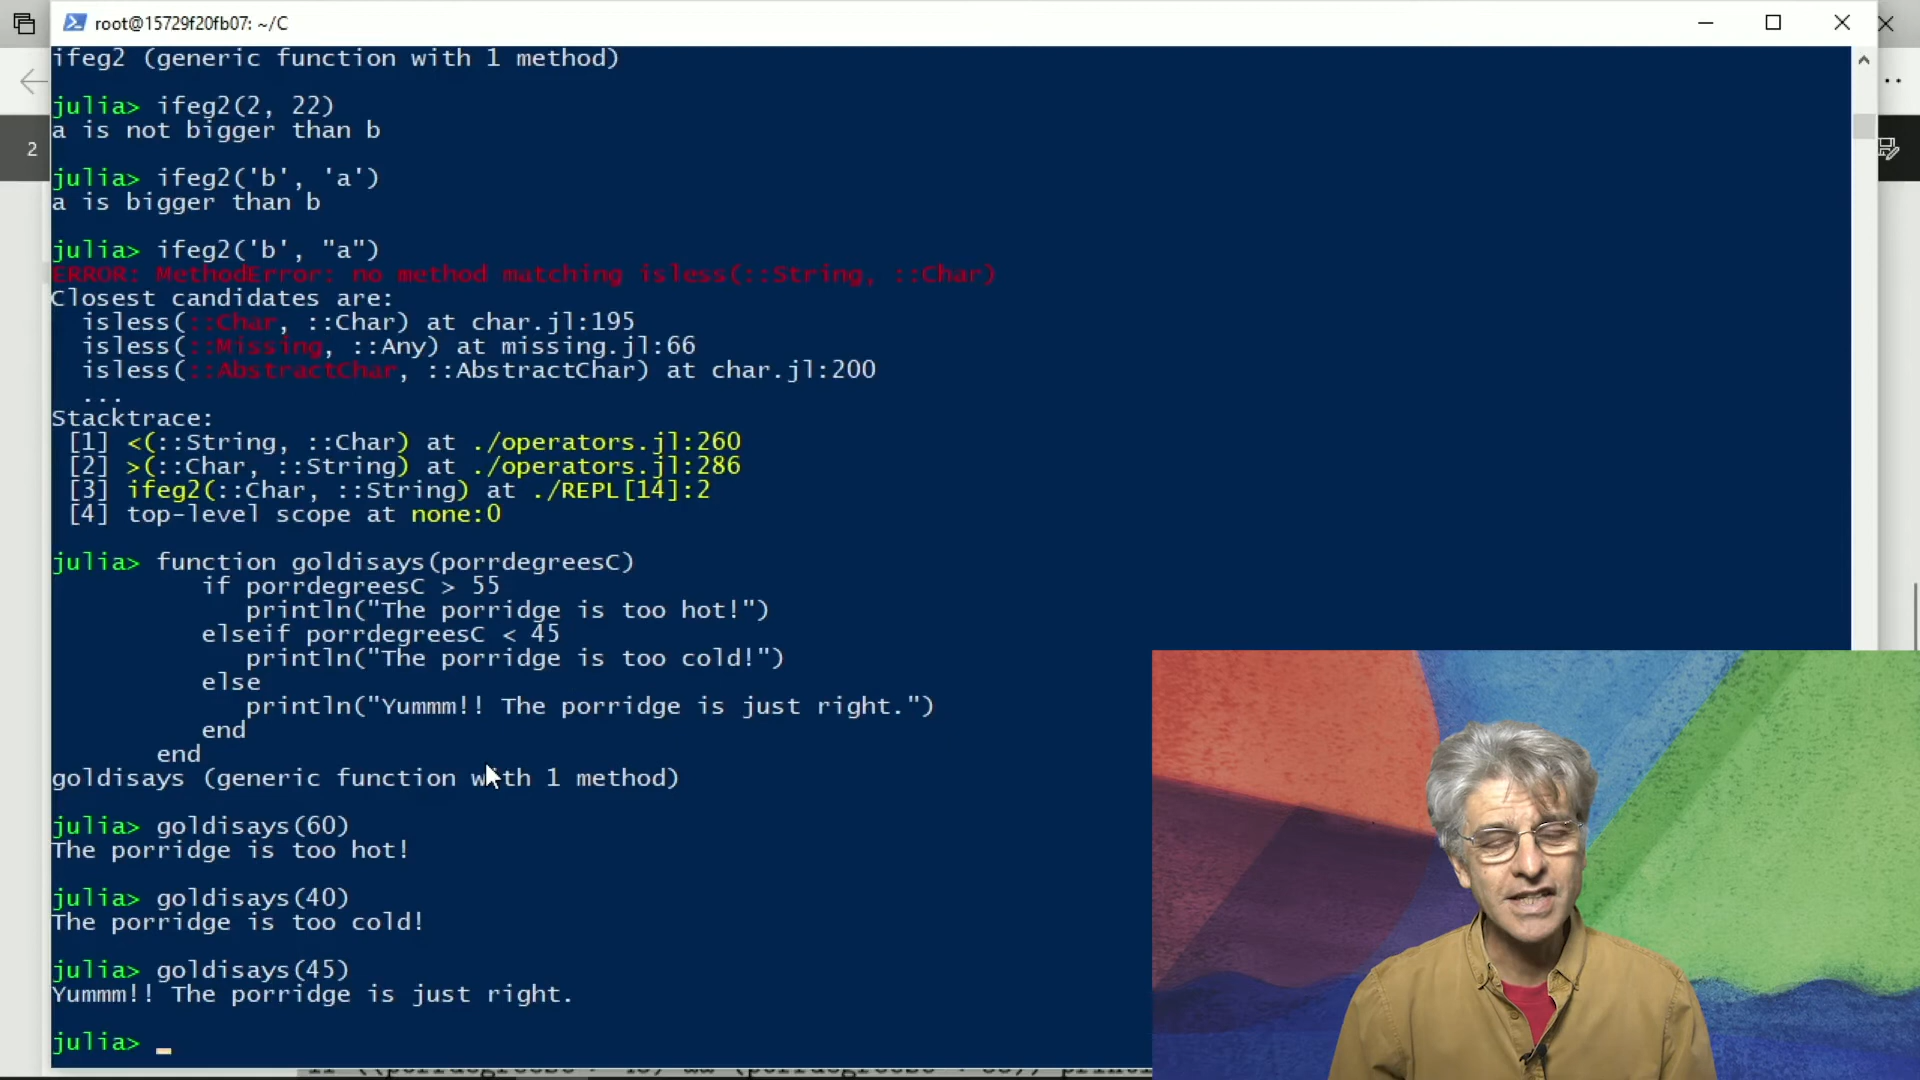 root@15729f20fb07: ~/C
ifeg2 (generic function with 1 method)
julia> ifeg2(2, 22)
a is not bigger than b
2
julia> ifeg2('b', 'a')
a is bigger than b
julia> ifeg2('b', "a")
ERROR: MethodError: no method matching isless(::String, ::Char)
Closest candidates are:
isless(::Char, ::Char) at char.jl:195
isless(::Missing, ::Any) at missing.jl:66
isless(::AbstractChar, ::AbstractChar) at char.jl:200
...
Stacktrace:
[1] <(::String, ::Char) at ./operators.jl:260
[2] >(::Char, ::String) at ./operators.jl:286
[3] ifeg2(::Char, ::String) at ./REPL[14]:2
[4] top-level scope at none:0
julia> function goldisays(porrdegreesC)
if porrdegreesC > 55
println("The porridge is too hot!")
elseif porrdegreesC < 45
println("The porridge is too cold!")
else
println("Yummm!! The porridge is just right.")
end
end
goldisays (generic function with 1 method)
julia> goldisays(60)
The porridge is too hot!
julia> goldisays(40)
The porridge is too cold!
julia> goldisays(45)
Yummm!! The porridge is just right.
julia>